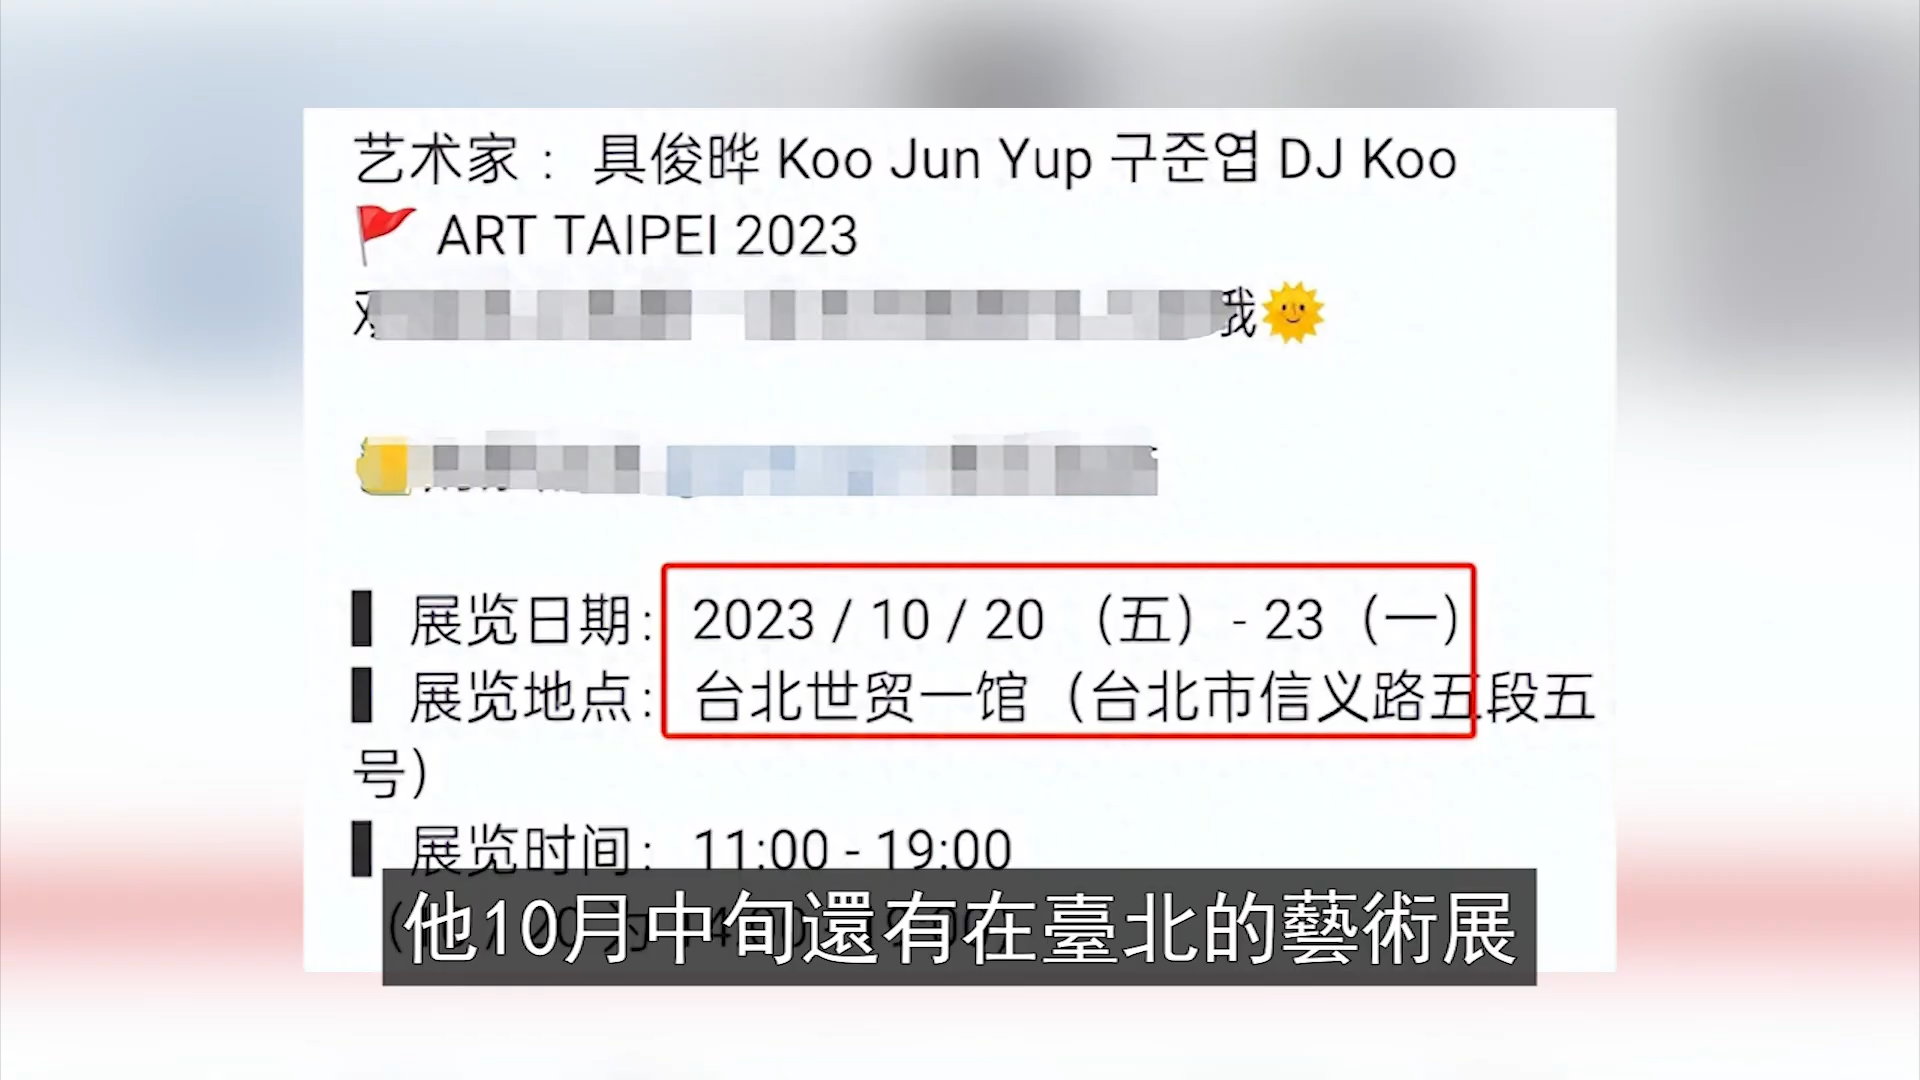 艺术家： 具俊晔 Koo Jun Yup 구준엽 DJ Koo
🚩 ART TAIPEI 2023
我🌞
▌展览日期： 2023 / 10 / 20 （五）- 23（一）
▌展览地点： 台北世贸一馆（台北市信义路五段五
号）
▌展览时间： 11:00 - 19:00
他10月中旬還有在臺北的藝術展